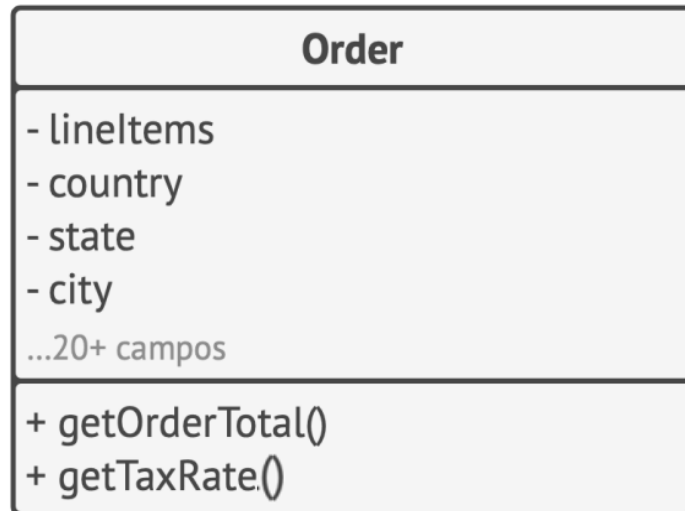 Order
- lineItems
- country
- state
- city
...20+ campos
+ getOrderTotal()
+ getTaxRate()